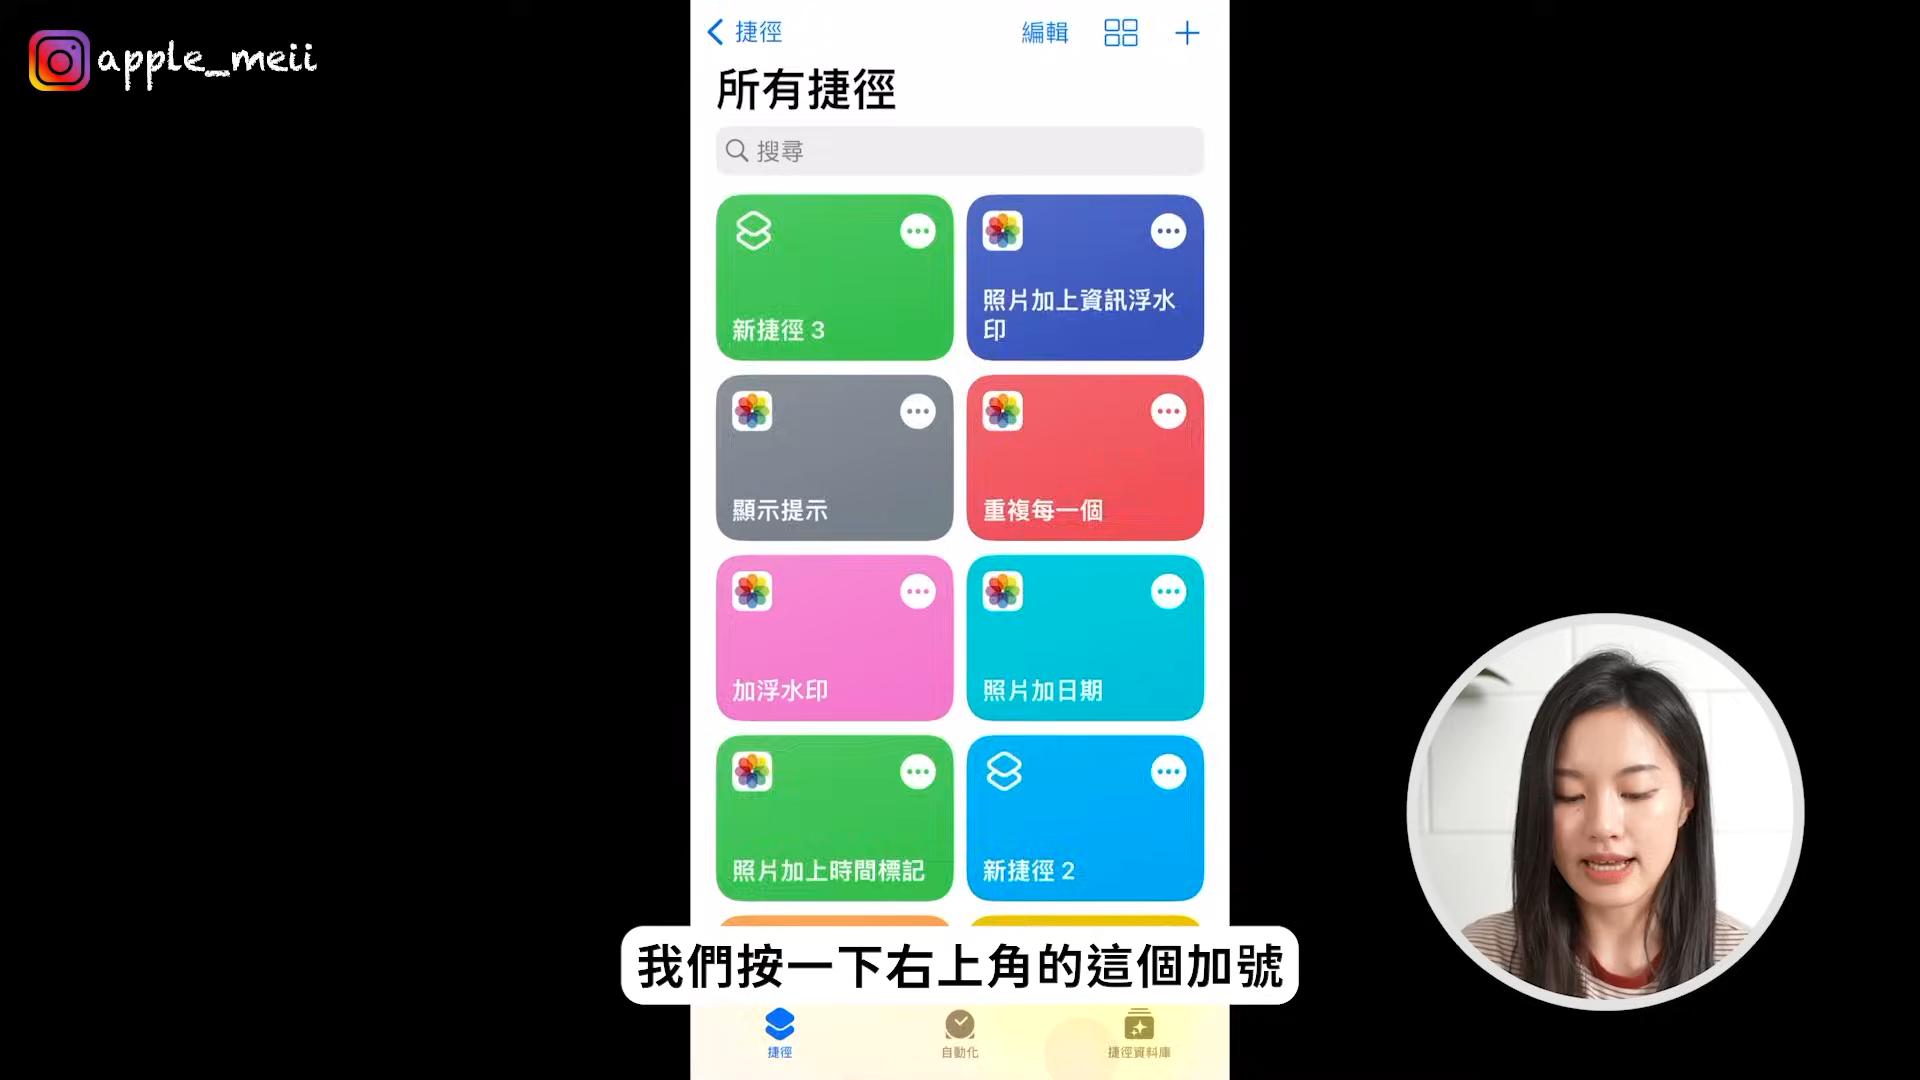 apple_meii
捷徑
編輯
所有捷徑
搜尋
新捷徑 3
照片加上資訊浮水
印
顯示提示
重複每一個
加浮水印
照片加日期
照片加上時間標記
新捷徑 2
我們按一下右上角的這個加號
捷徑
自動化
捷徑資料庫